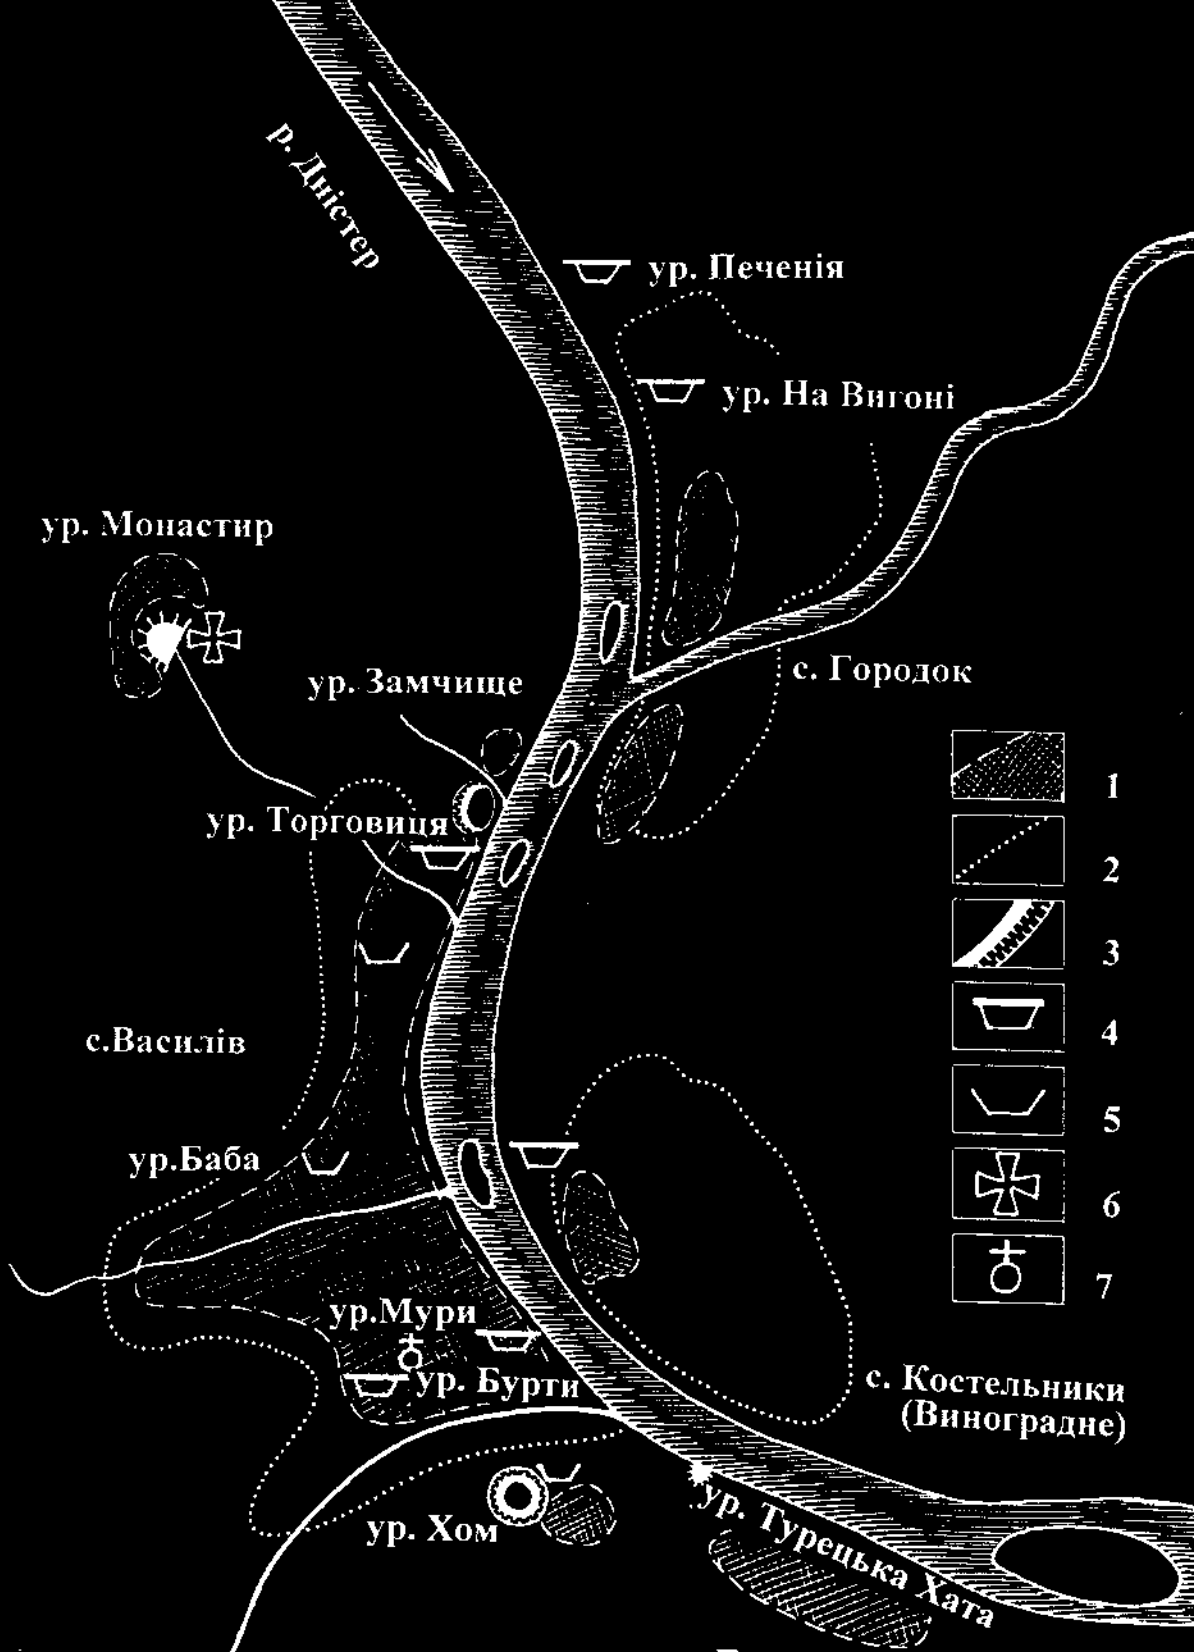 р. Дністер
ур. Печенія
ур. На Вигоні
ур. Монастир
с. Городок
ур. Замчище
ур. Торговиця
с.Василів
ур.Баба
ур.Мури
ур. Бурти
с. Костельники
(Виноградне)
ур. Хом
ур. Турецька Хата
1
2
3
4
5
6
7